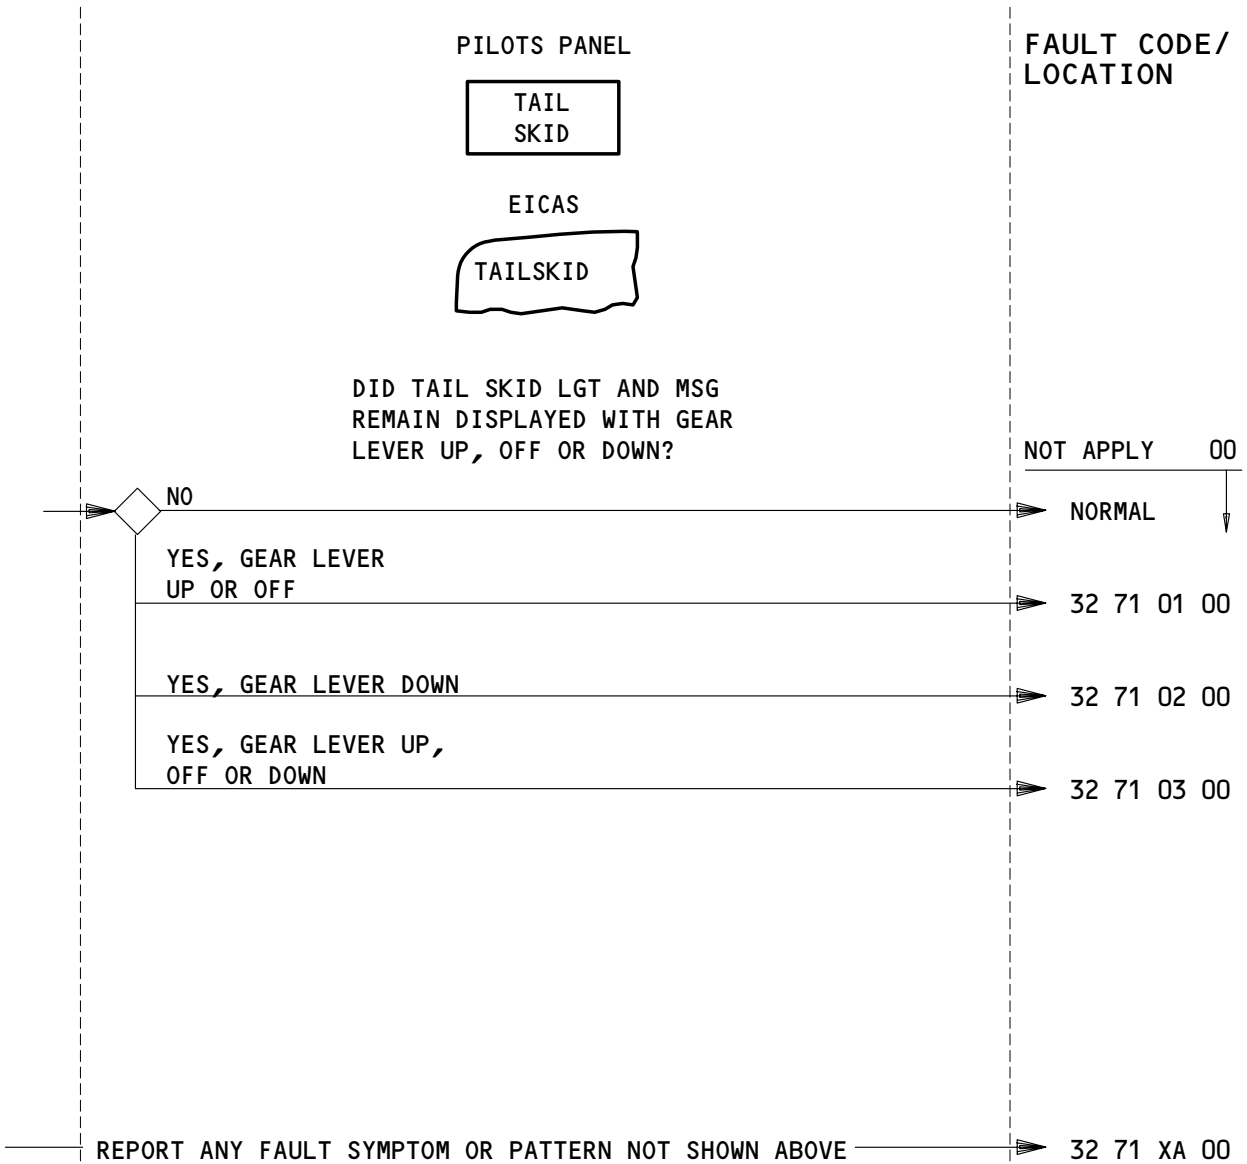 PILOTS PANEL
FAULT CODE/
LOCATION
TAIL
SKID
EICAS
TAILSKID
DID TAIL SKID LGT AND MSG
REMAIN DISPLAYED WITH GEAR
LEVER UP, OFF OR DOWN?
NOT APPLY 00
NO
NORMAL
YES, GEAR LEVER
UP OR OFF
32 71 01 00
YES, GEAR LEVER DOWN
32 71 02 00
YES, GEAR LEVER UP,
OFF OR DOWN
32 71 03 00
REPORT ANY FAULT SYMPTOM OR PATTERN NOT SHOWN ABOVE
32 71 XA 00